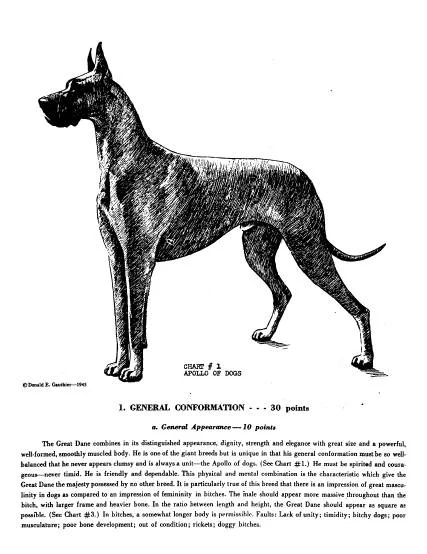 CHART # 1
APOLLO OF DOGS
© Donald E. Gauthier—1945
1. GENERAL CONFORMATION - - - 30 points
a. General Appearance — 10 points
The Great Dane combines in its distinguished appearance, dignity, strength and elegance with great size and a powerful,
well-formed, smoothly muscled body. He is one of the giant breeds but is unique in that his general conformation must be so well-
balanced that he never appears clumsy and is always a unit—the Apollo of dogs. (See Chart #1.) He must be spirited and coura-
geous—never timid. He is friendly and dependable. This physical and mental combination is the characteristic which give the
Great Dane the majesty possessed by no other breed. It is particularly true of this breed that there is an impression of great mascu-
linity in dogs as compared to an impression of femininity in bitches. The male should appear more massive throughout than the
bitch, with larger frame and heavier bone. In the ratio between length and height, the Great Dane should appear as square as
possible. (See Chart #3.) In bitches, a somewhat longer body is permissible. Faults: Lack of unity; timidity; bitchy dogs; poor
musculature; poor bone development; out of condition; rickets; doggy bitches.